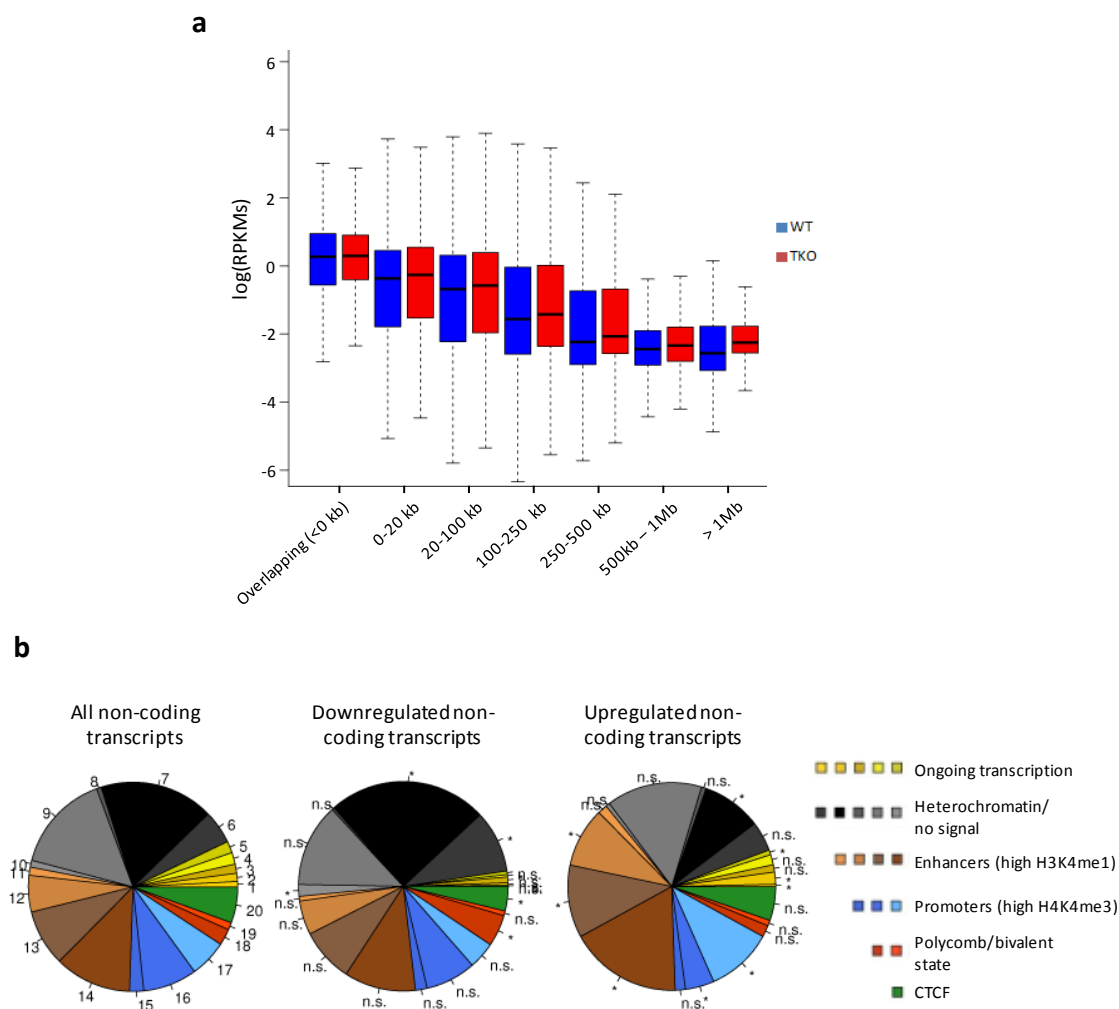 a
6
4
2
0
-2
-4
-6
log(RPKMs)
WT
TKO
Overlapping (<0 kb)
0-20 kb
20-100 kb
100-250 kb
250-500 kb
500kb – 1Mb
> 1Mb
b
All non-coding
transcripts
8
7
9
6
5
4
3
2
1
10
11
12
20
19
18
13
17
14
15
16
Downregulated non-
coding transcripts
*
n.s.
n.s.
*
n.s.
n.s.
n.s.
*
n.s.
*
n.s.
n.s.
*
n.s.
n.s.
n.s.
n.s.
Upregulated non-
coding transcripts
n.s.
n.s.
n.s.
*
*
n.s.
*
n.s.
n.s.
*
*
n.s.
n.s.
n.s.
*
*
n.s.
*
Ongoing transcription
Heterochromatin/
no signal
Enhancers (high H3K4me1)
Promoters (high H4K4me3)
Polycomb/bivalent
state
CTCF